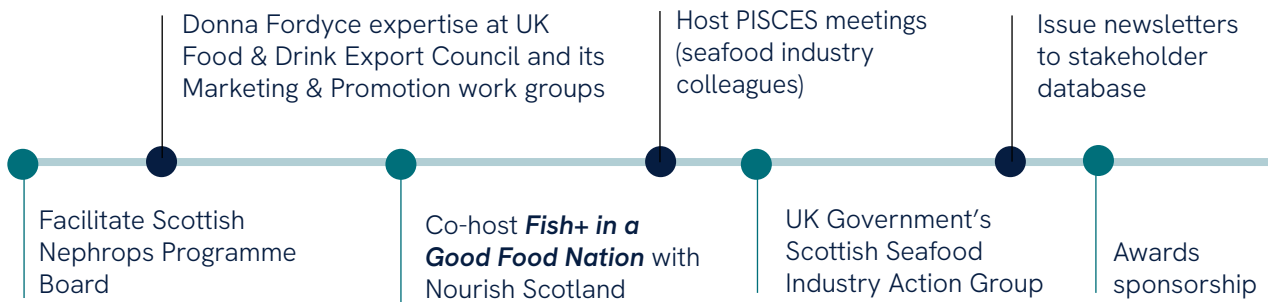 Donna Fordyce expertise at UK
Food & Drink Export Council and its
Marketing & Promotion work groups
Host PISCES meetings
(seafood industry
colleagues)
Issue newsletters
to stakeholder
database
Facilitate Scottish
Nephrops Programme
Board
Co-host Fish+ in a
Good Food Nation with
Nourish Scotland
UK Government’s
Scottish Seafood
Industry Action Group
Awards
sponsorship